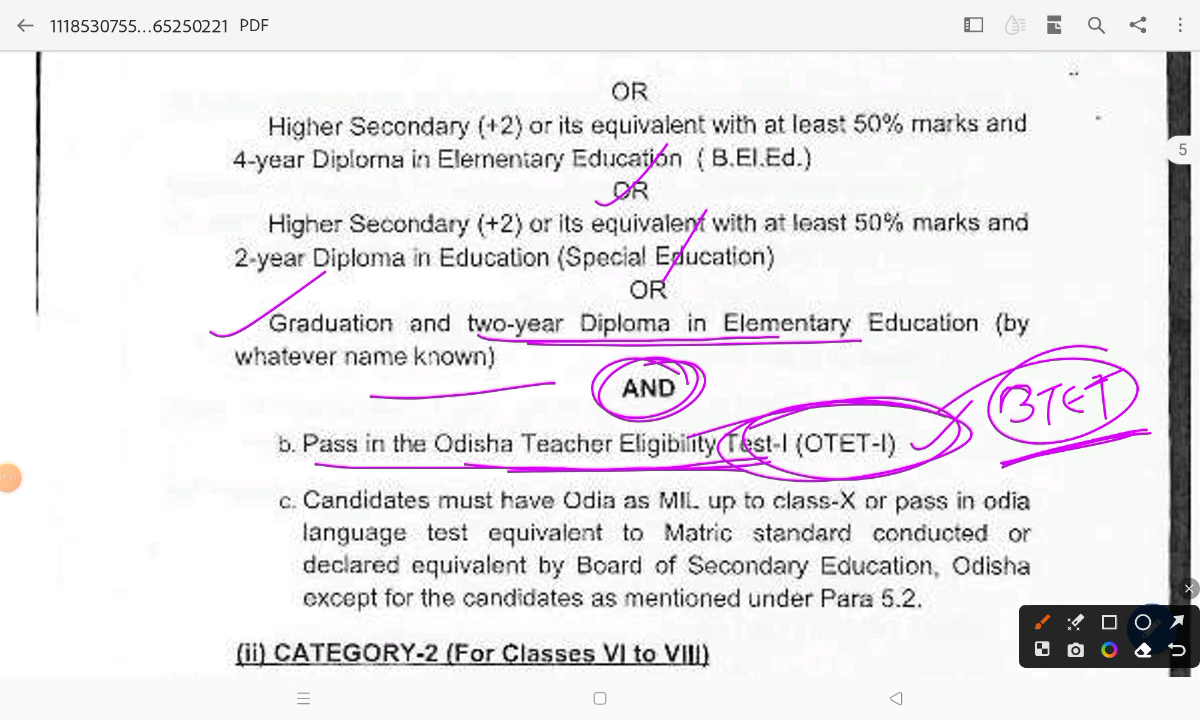 1118530755...65250221 PDF
OR
Higher Secondary (+2) or its equivalent with at least 50% marks and
4-year Diploma in Elementary Education ( B.El.Ed.)
OR
Higher Secondary (+2) or its equivalent with at least 50% marks and
2-year Diploma in Education (Special Education)
OR
Graduation and two-year Diploma in Elementary Education (by
whatever name known)
AND
b. Pass in the Odisha Teacher Eligibility Test-I (OTET-I)
BTET
c. Candidates must have Odia as MIL up to class-X or pass in odia
language test equivalent to Matric standard conducted or
declared equivalent by Board of Secondary Education, Odisha
except for the candidates as mentioned under Para 5.2.
(ii) CATEGORY-2 (For Classes VI to VIII)
5